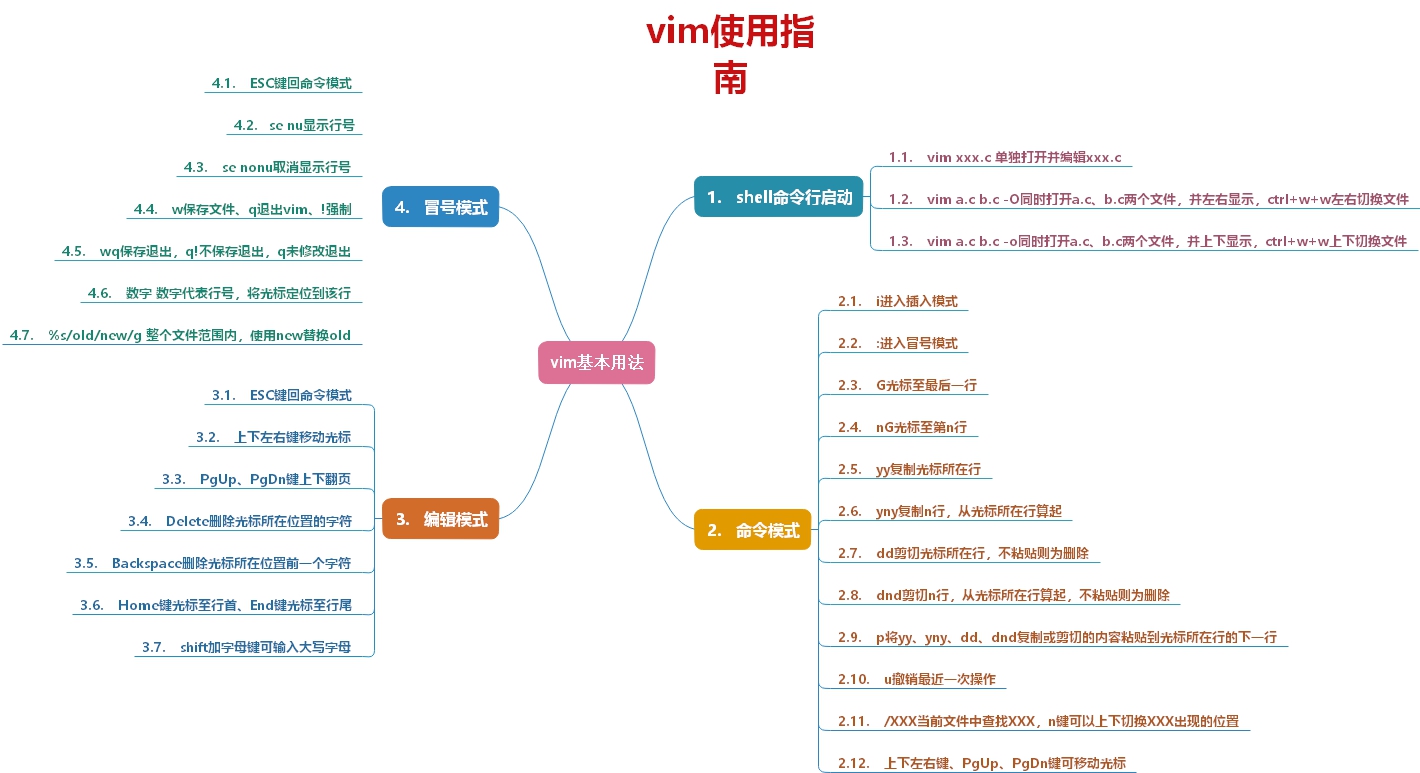 vim使用指
南
vim基本用法
1. shell命令行启动
1.1. vim xxx.c 单独打开并编辑xxx.c
1.2. vim a.c b.c -O同时打开a.c、b.c两个文件，并左右显示，ctrl+w+w左右切换文件
1.3. vim a.c b.c -o同时打开a.c、b.c两个文件，并上下显示，ctrl+w+w上下切换文件
2. 命令模式
2.1. i进入插入模式
2.2. :进入冒号模式
2.3. G光标至最后一行
2.4. nG光标至第n行
2.5. yy复制光标所在行
2.6. yny复制n行，从光标所在行算起
2.7. dd剪切光标所在行，不粘贴则为删除
2.8. dnd剪切n行，从光标所在行算起，不粘贴则为删除
2.9. p将yy、yny、dd、dnd复制或剪切的内容粘贴到光标所在行的下一行
2.10. u撤销最近一次操作
2.11. /XXX当前文件中查找XXX，n键可以上下切换XXX出现的位置
2.12. 上下左右键、PgUp、PgDn键可移动光标
3. 编辑模式
3.1. ESC键回命令模式
3.2. 上下左右键移动光标
3.3. PgUp、PgDn键上下翻页
3.4. Delete删除光标所在位置的字符
3.5. Backspace删除光标所在位置前一个字符
3.6. Home键光标至行首、End键光标至行尾
3.7. shift加字母键可输入大写字母
4. 冒号模式
4.1. ESC键回命令模式
4.2. se nu显示行号
4.3. se nonu取消显示行号
4.4. w保存文件、q退出vim、!强制
4.5. wq保存退出，q!不保存退出，q未修改退出
4.6. 数字 数字代表行号，将光标定位到该行
4.7. %s/old/new/g 整个文件范围内，使用new替换old